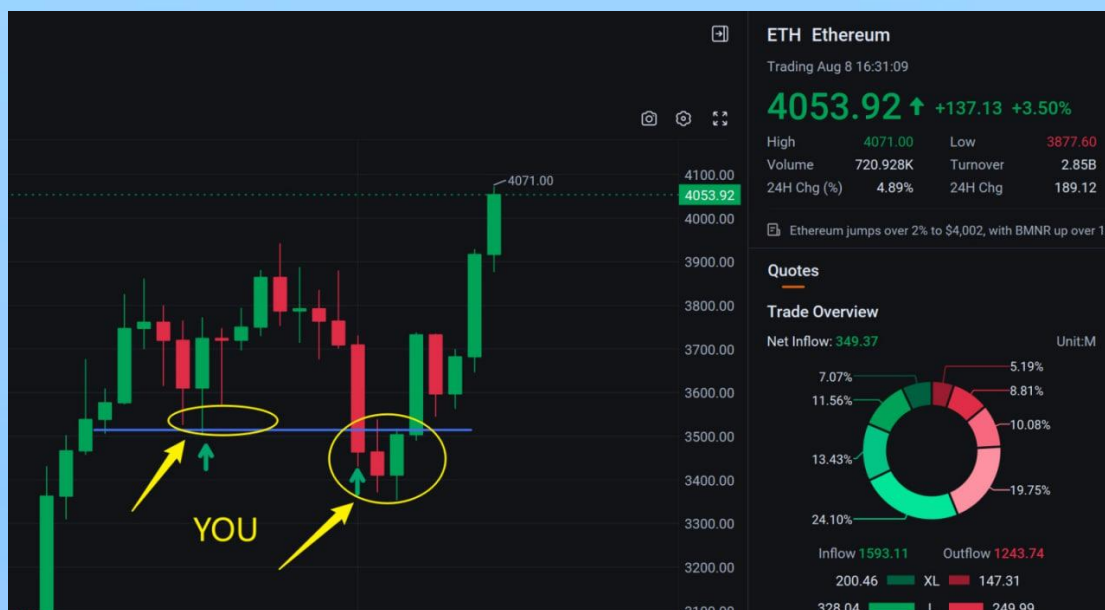 ETH Ethereum
Trading Aug 8 16:31:09
4053.92 +137.13 +3.50%
High 4071.00 Low 3877.60
Volume 720.928K Turnover 2.85B
24H Chg (%) 4.89% 24H Chg 189.12
Ethereum jumps over 2% to $4,002, with BMNR up over 1
Quotes
Trade Overview
Net Inflow: 349.37 Unit:M
5.19%
7.07%
8.81%
11.56%
10.08%
13.43%
19.75%
24.10%
Inflow 1593.11 Outflow 1243.74
200.46 XL 147.31
328.04 L 249.99
4071.00
4100.00
4053.92
4000.00
3900.00
3800.00
3700.00
3600.00
3500.00
3400.00
3300.00
3200.00
3100.00
YOU